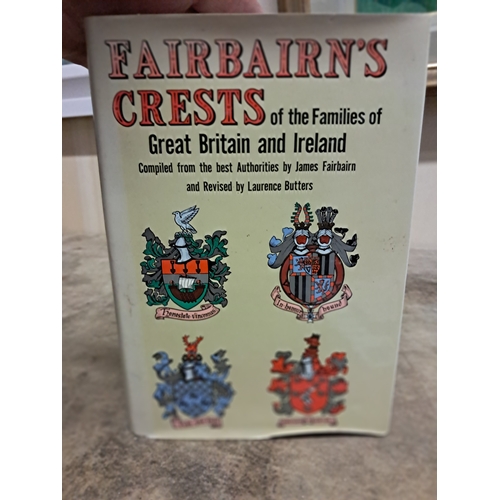 FAIRBAIRN'S
CRESTS of the Families of
Great Britain and Ireland
Compiled from the best Authorities by James Fairbairn
and Revised by Laurence Butters